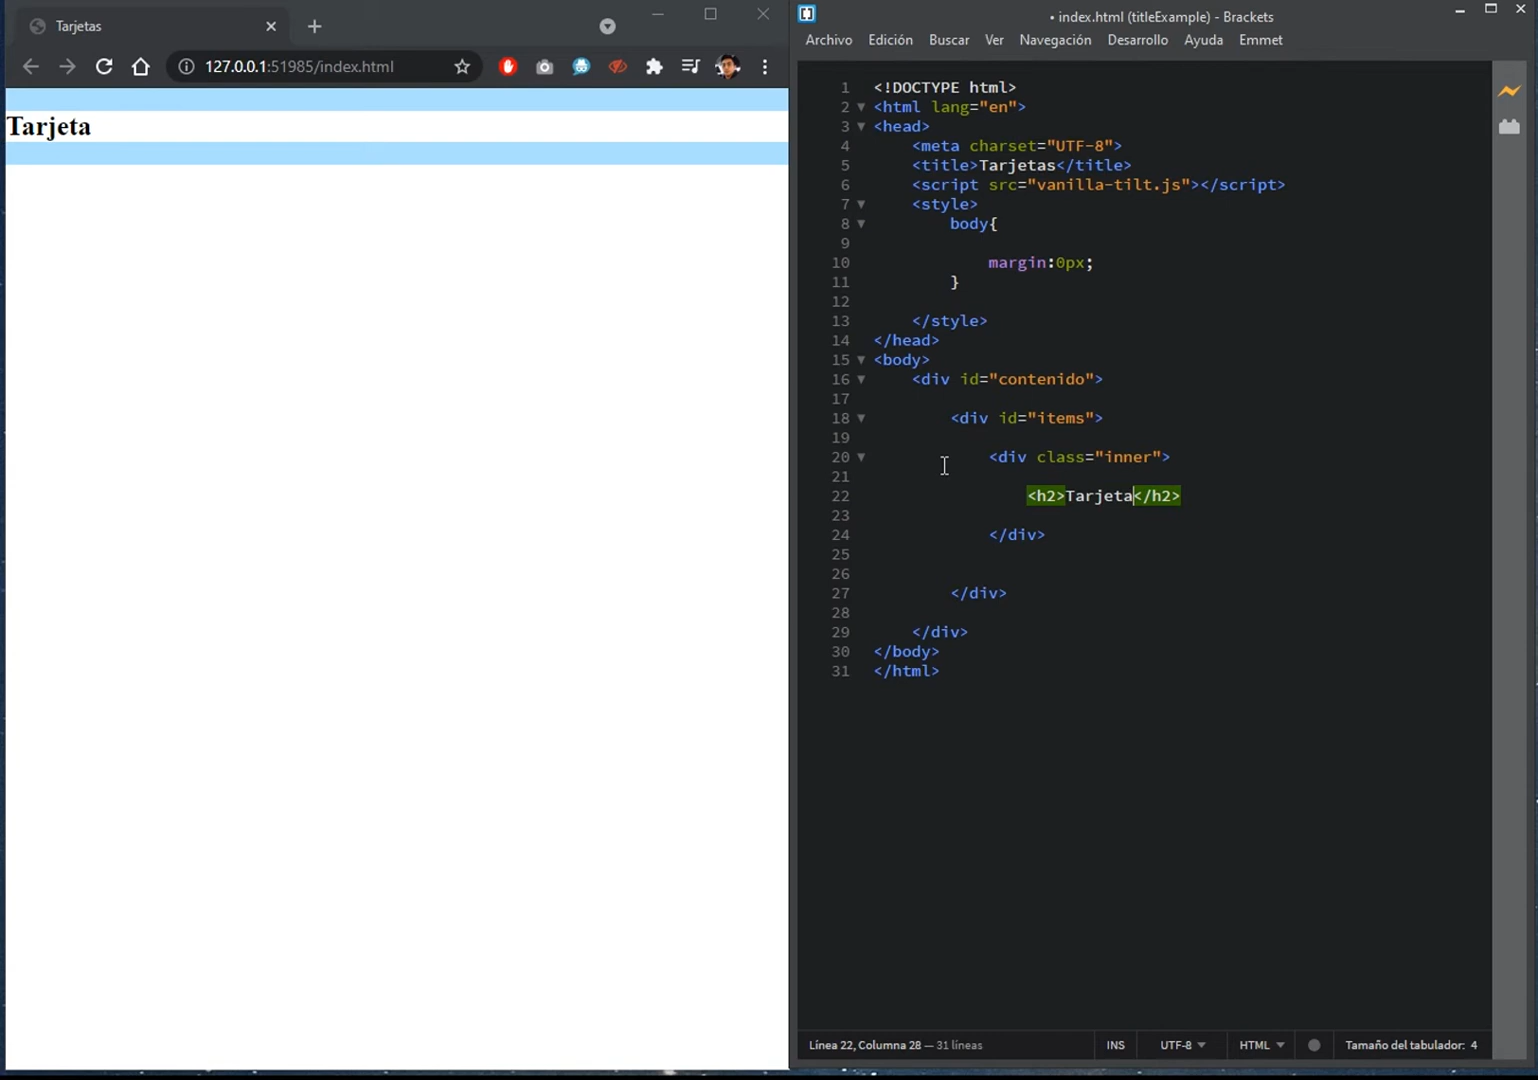 Tarjetas
127.0.0.1:51985/index.html
Tarjeta
• index.html (titleExample) - Brackets
Archivo Edición Buscar Ver Navegación Desarrollo Ayuda Emmet
1 <!DOCTYPE html>
2 <html lang="en">
3 <head>
4 <meta charset="UTF-8">
5 <title>Tarjetas</title>
6 <script src="vanilla-tilt.js"></script>
7 <style>
8 body{
9
10 margin:0px;
11 }
12
13 </style>
14 </head>
15 <body>
16 <div id="contenido">
17
18 <div id="items">
19
20 <div class="inner">
21
22 <h2>Tarjeta</h2>
23
24 </div>
25
26
27 </div>
28
29 </div>
30 </body>
31 </html>
Línea 22, Columna 28 — 31 líneas INS UTF-8 HTML Tamaño del tabulador: 4